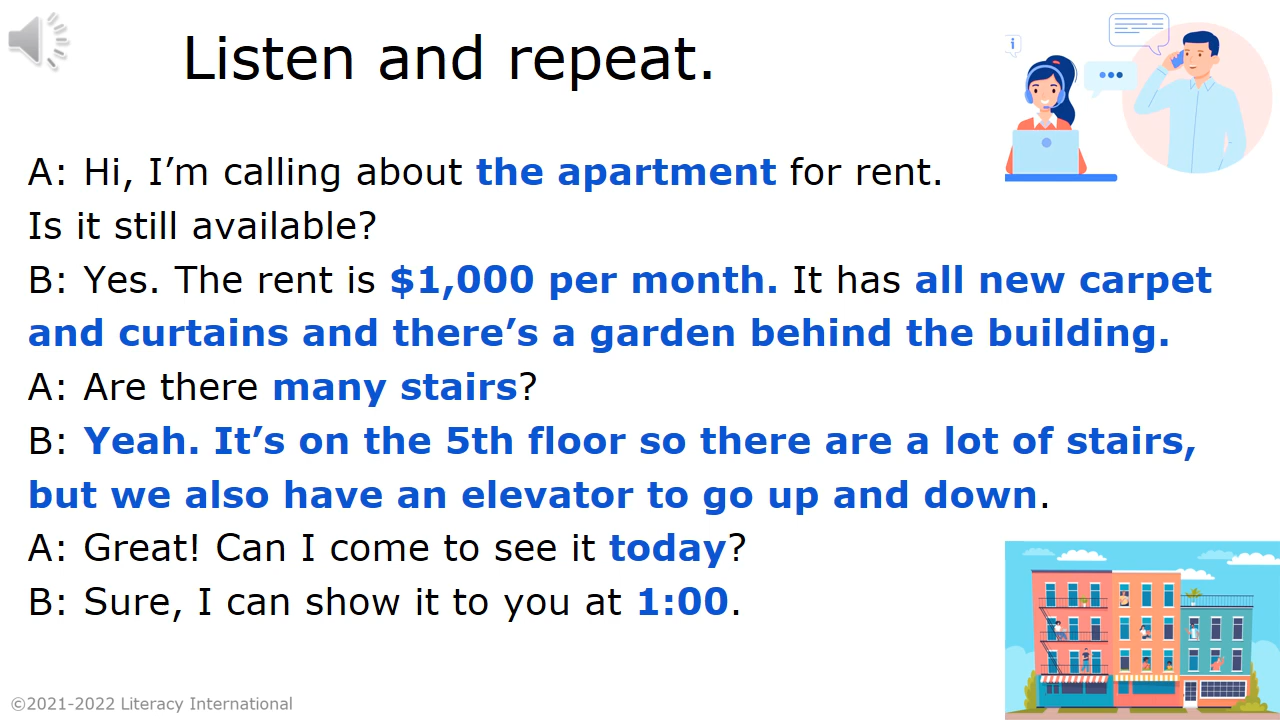 Listen and repeat.
A: Hi, I’m calling about the apartment for rent.
Is it still available?
B: Yes. The rent is $1,000 per month. It has all new carpet
and curtains and there’s a garden behind the building.
A: Are there many stairs?
B: Yeah. It’s on the 5th floor so there are a lot of stairs,
but we also have an elevator to go up and down.
A: Great! Can I come to see it today?
B: Sure, I can show it to you at 1:00.
©2021-2022 Literacy International
i